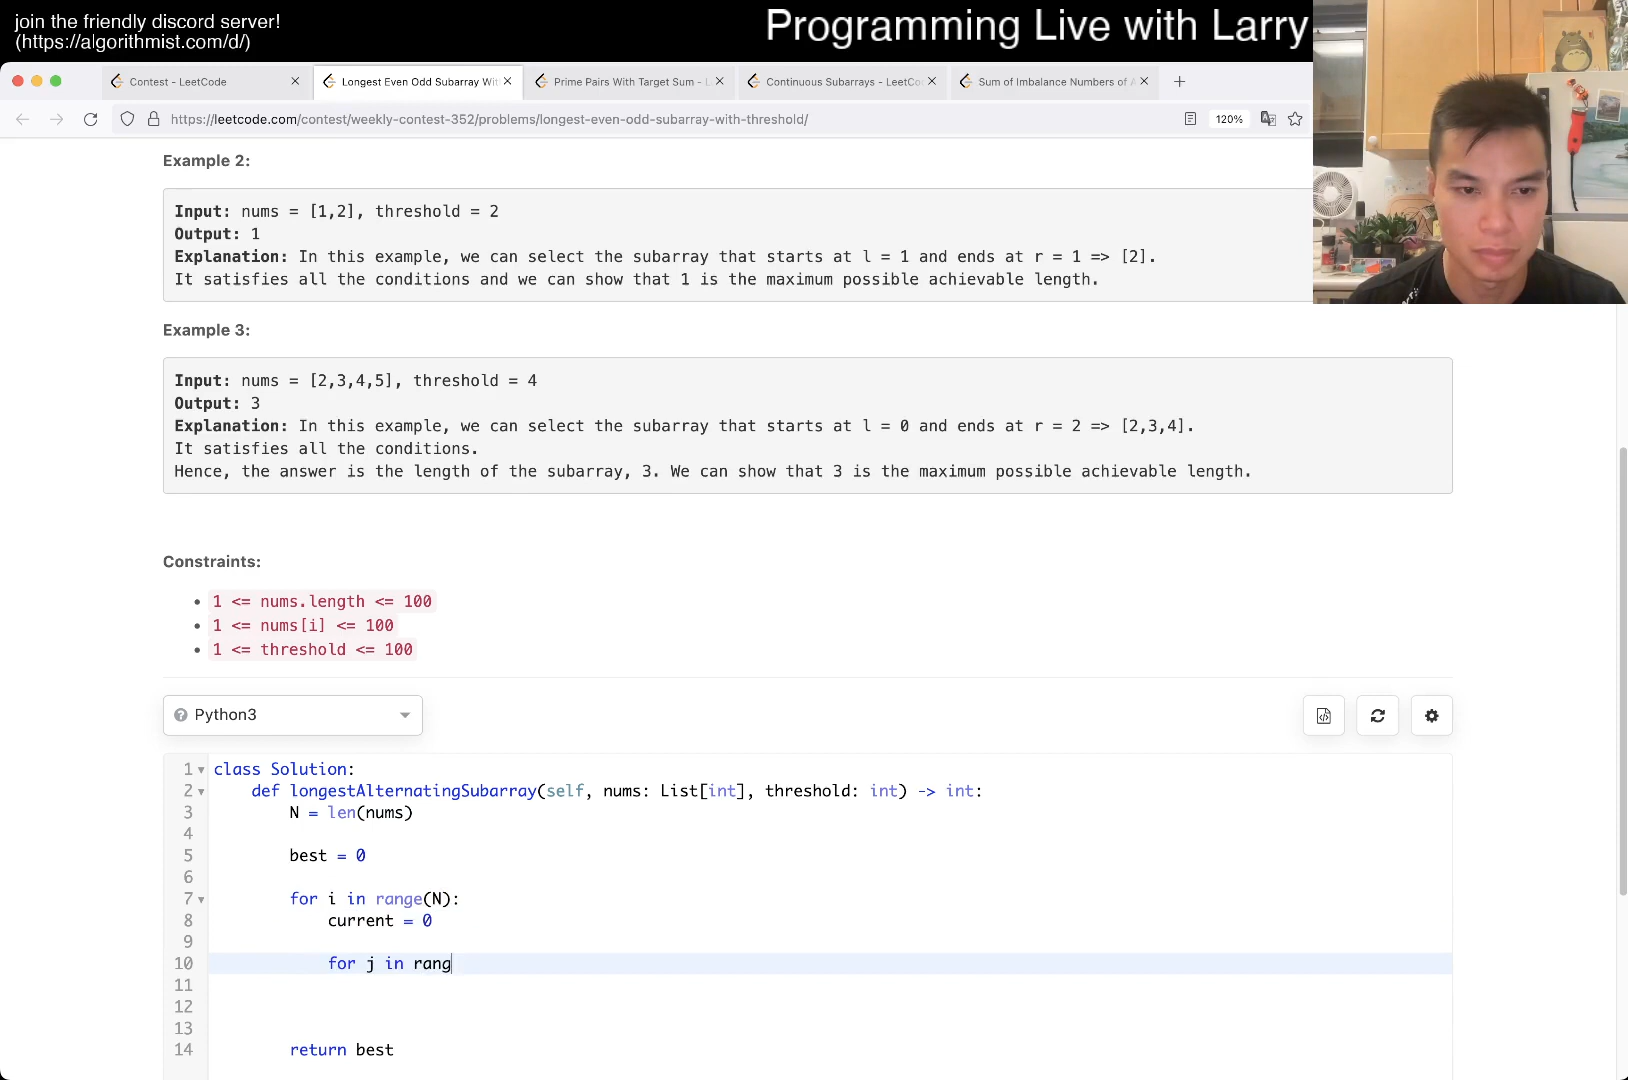 join the friendly discord server!
(https://algorithmist.com/d/)
Programming Live with Larry
Contest - LeetCode
Longest Even Odd Subarray Wit
Prime Pairs With Target Sum - L
Continuous Subarrays - LeetCo
Sum of Imbalance Numbers of A
https://leetcode.com/contest/weekly-contest-352/problems/longest-even-odd-subarray-with-threshold/
120%
Example 2:
Input: nums = [1,2], threshold = 2
Output: 1
Explanation: In this example, we can select the subarray that starts at l = 1 and ends at r = 1 => [2].
It satisfies all the conditions and we can show that 1 is the maximum possible achievable length.
Example 3:
Input: nums = [2,3,4,5], threshold = 4
Output: 3
Explanation: In this example, we can select the subarray that starts at l = 0 and ends at r = 2 => [2,3,4].
It satisfies all the conditions.
Hence, the answer is the length of the subarray, 3. We can show that 3 is the maximum possible achievable length.
Constraints:
• 1 <= nums.length <= 100
• 1 <= nums[i] <= 100
• 1 <= threshold <= 100
Python3
1 class Solution:
2     def longestAlternatingSubarray(self, nums: List[int], threshold: int) -> int:
3         N = len(nums)
4
5         best = 0
6
7         for i in range(N):
8             current = 0
9
10             for j in rang
11
12
13
14         return best